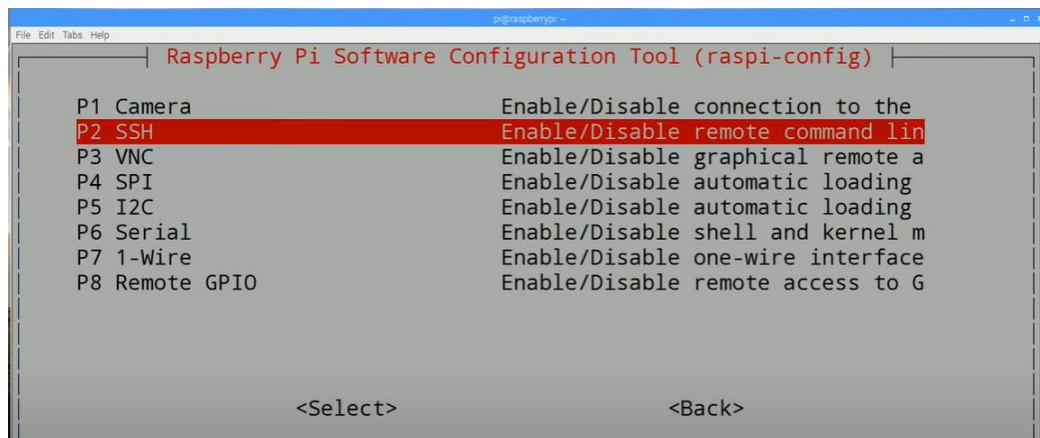 pi@raspberrypi: ~
File Edit Tabs Help
Raspberry Pi Software Configuration Tool (raspi-config)
P1 Camera Enable/Disable connection to the
P2 SSH Enable/Disable remote command lin
P3 VNC Enable/Disable graphical remote a
P4 SPI Enable/Disable automatic loading
P5 I2C Enable/Disable automatic loading
P6 Serial Enable/Disable shell and kernel m
P7 1-Wire Enable/Disable one-wire interface
P8 Remote GPIO Enable/Disable remote access to G
<Select> <Back>